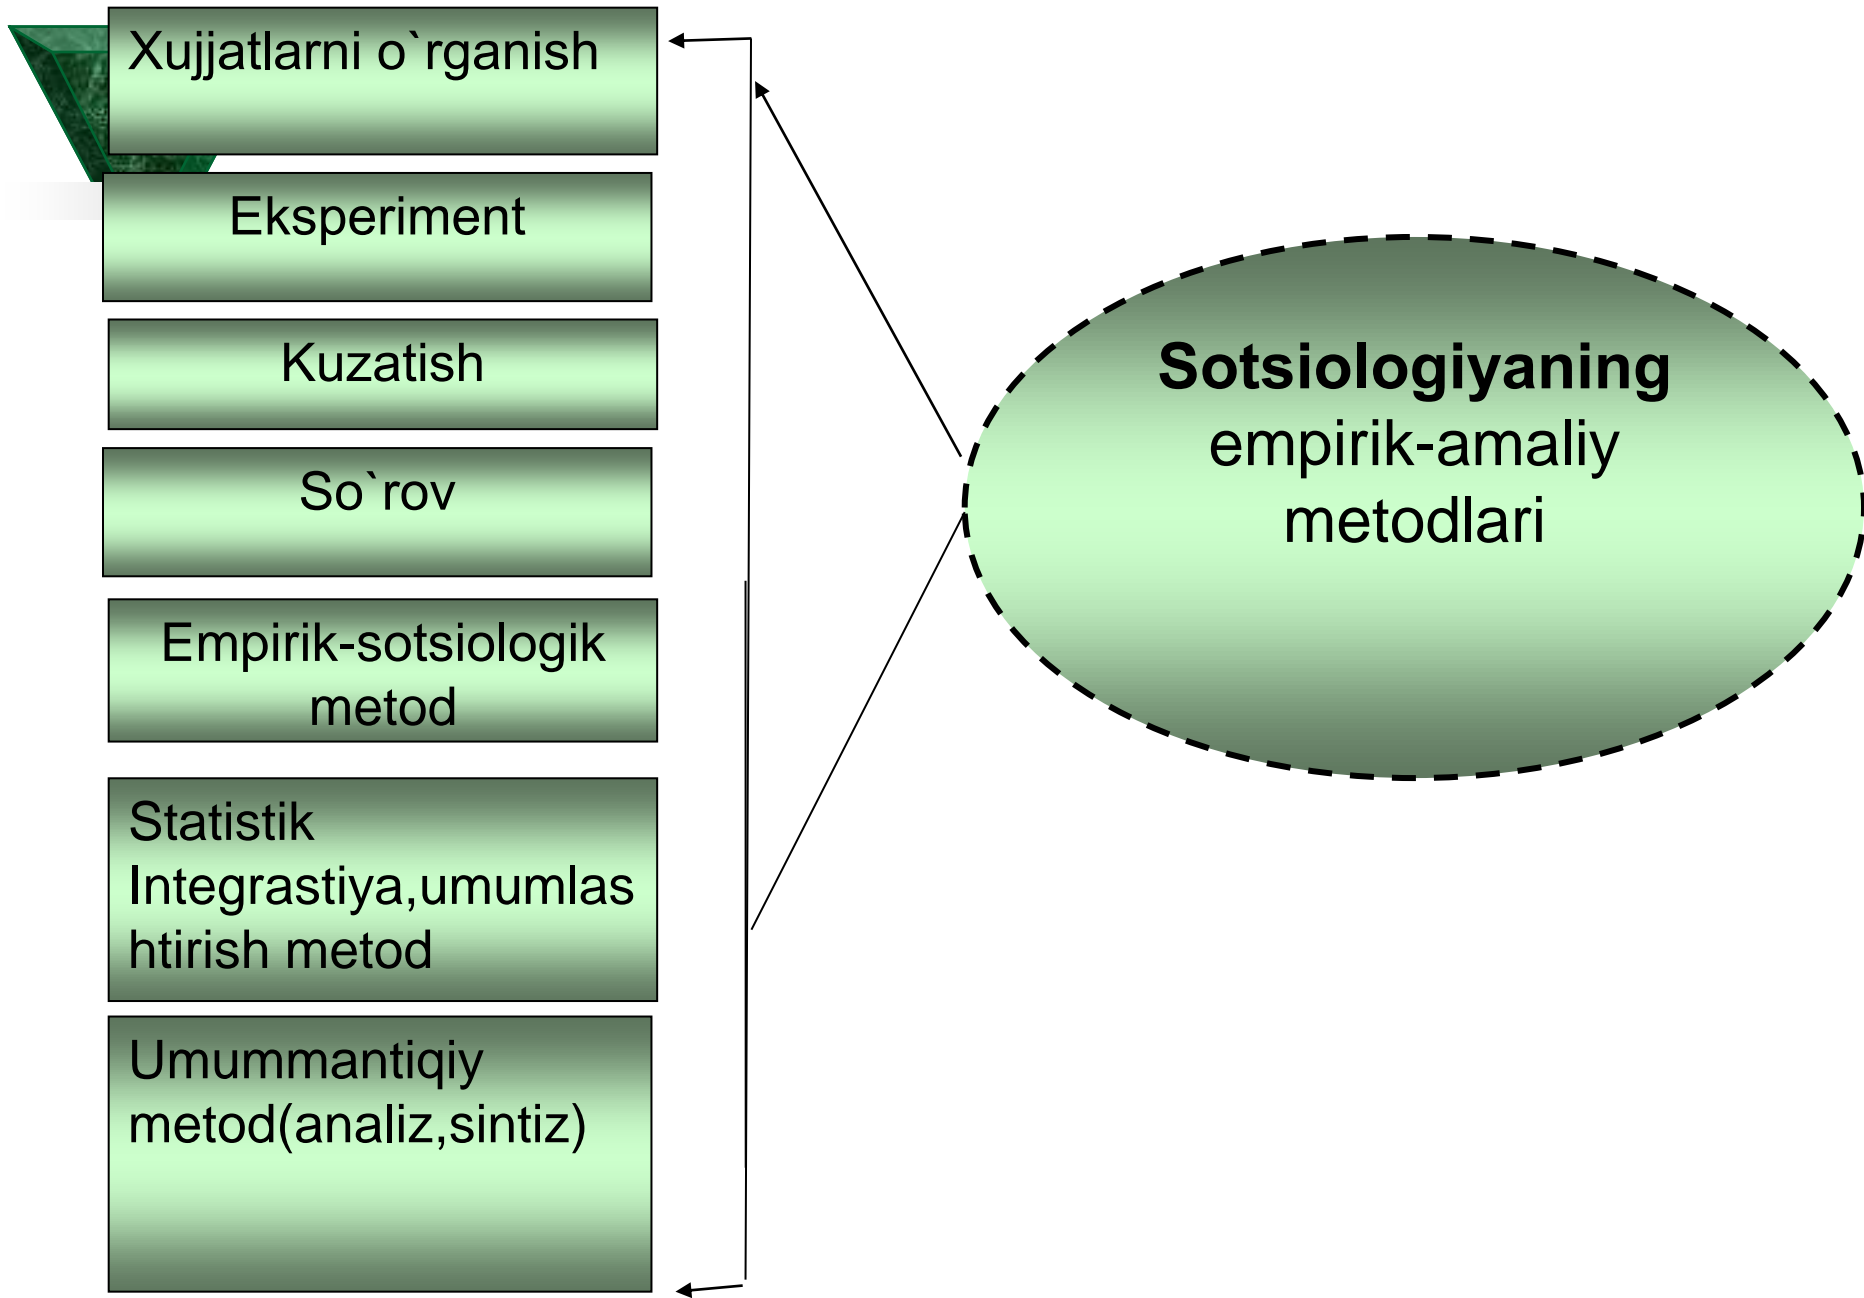 Xujjatlarni o`rganish
Eksperiment
Kuzatish
So`rov
Empirik-sotsiologik
metod
Statistik
Integrastiya,umumlas
htirish metod
Umummantiqiy
metod(analiz,sintiz)
Sotsiologiyaning
empirik-amaliy
metodlari